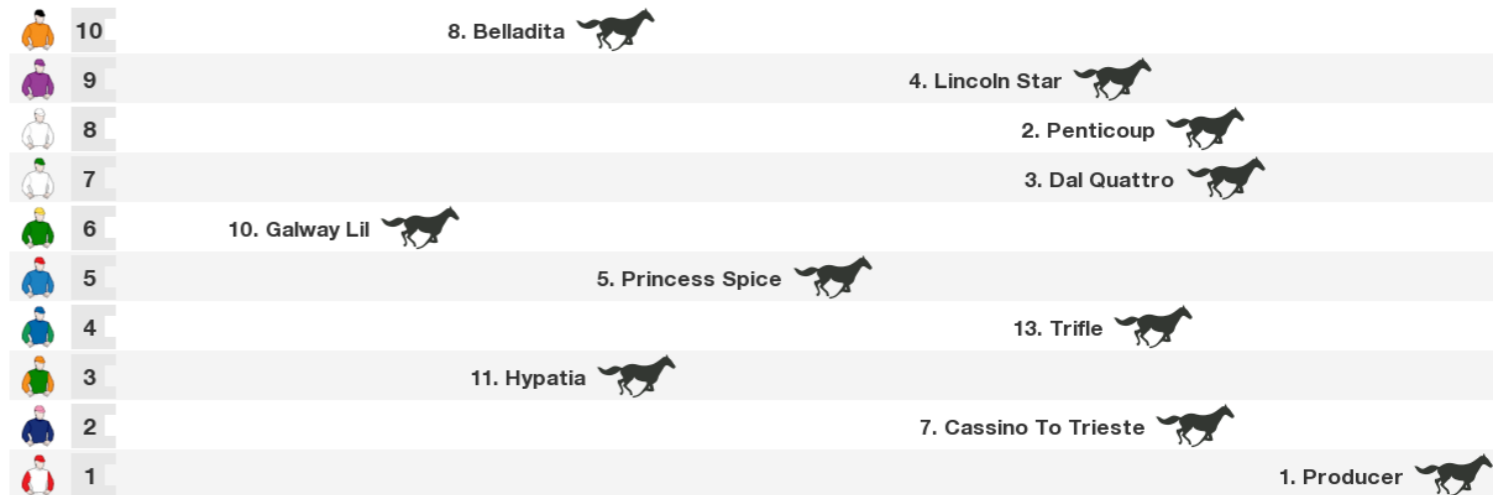 10 8. Belladita
9 4. Lincoln Star
8 2. Penticoup
7 3. Dal Quattro
6 10. Galway Lil
5 5. Princess Spice
4 13. Trifle
3 11. Hypatia
2 7. Cassino To Trieste
1 1. Producer